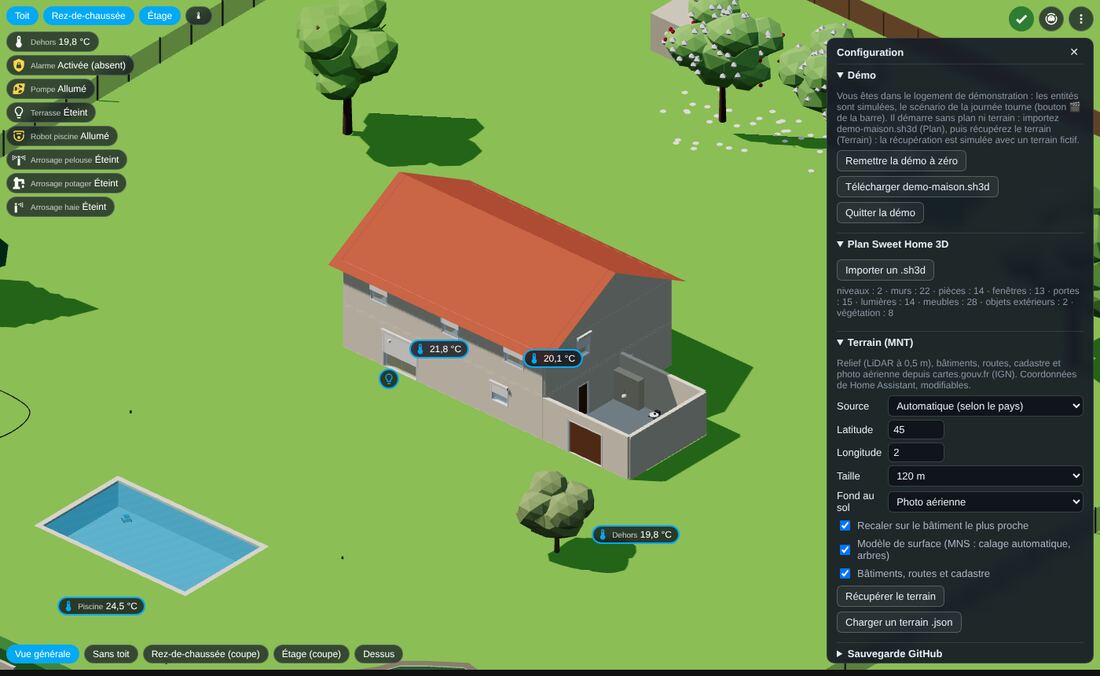 Toit Rez-de-chaussée Étage
Dehors 19,8 °C
Alarme Activée (absent)
Pompe Allumé
Terrasse Éteint
Robot piscine Allumé
Arrosage pelouse Éteint
Arrosage potager Éteint
Arrosage haie Éteint
21,8 °C
20,1 °C
Dehors 19,8 °C
Piscine 24,5 °C
Vue générale Sans toit Rez-de-chaussée (coupe) Étage (coupe) Dessus
Configuration ✕
▼ Démo
Vous êtes dans le logement de démonstration : les entités
sont simulées, le scénario de la journée tourne (bouton 🎬
de la barre). Il démarre sans plan ni terrain : importez
demo-maison.sh3d (Plan), puis récupérez le terrain
(Terrain) : la récupération est simulée avec un terrain fictif.
Remettre la démo à zéro
Télécharger demo-maison.sh3d
Quitter la démo
▼ Plan Sweet Home 3D
Importer un .sh3d
niveaux : 2 · murs : 22 · pièces : 14 · fenêtres : 13 · portes
: 15 · lumières : 14 · meubles : 28 · objets extérieurs : 2 ·
végétation : 8
▼ Terrain (MNT)
Relief (LiDAR à 0,5 m), bâtiments, routes, cadastre et
photo aérienne depuis cartes.gouv.fr (IGN). Coordonnées
de Home Assistant, modifiables.
Source Automatique (selon le pays)
Latitude 45
Longitude 2
Taille 120 m
Fond au
sol Photo aérienne
Recaler sur le bâtiment le plus proche
Modèle de surface (MNS : calage automatique,
arbres)
Bâtiments, routes et cadastre
Récupérer le terrain
Charger un terrain .json
▶ Sauvegarde GitHub